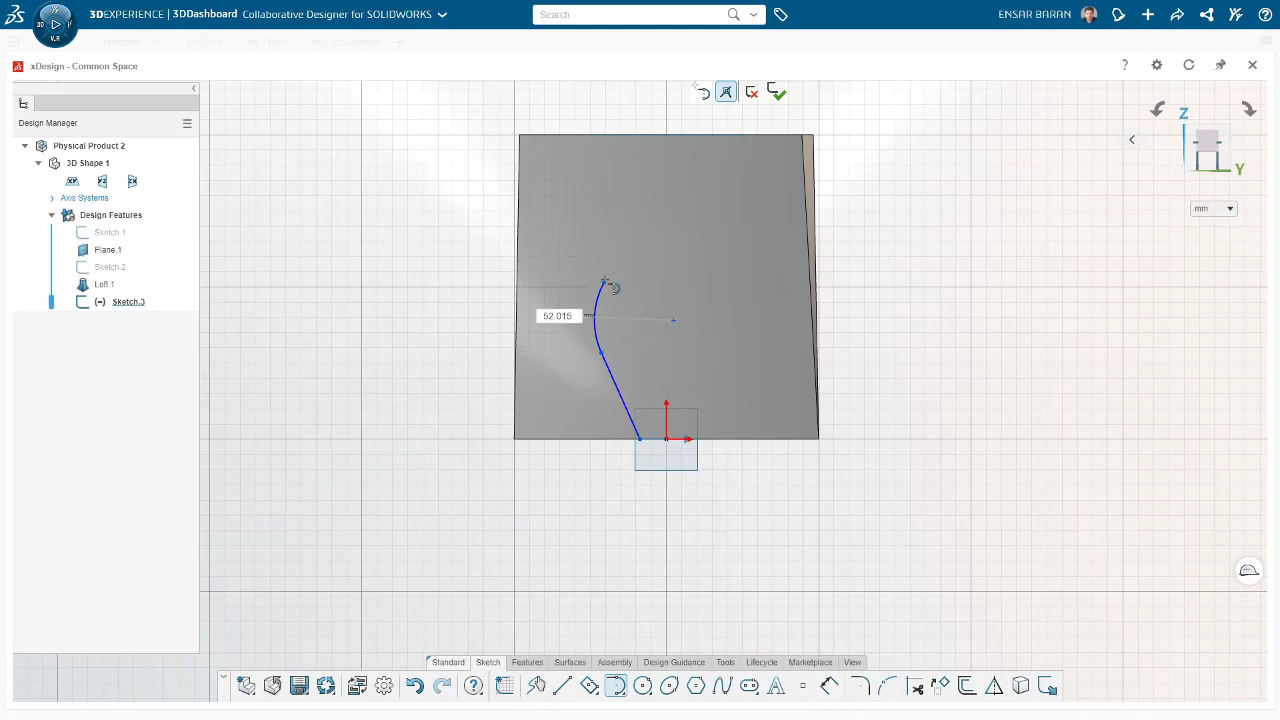 3DEXPERIENCE | 3DDashboard Collaborative Designer for SOLIDWORKS
Search
ENSAR BARAN
3D
V.R
xDesign - Common Space
Design Manager
Physical Product 2
3D Shape 1
XY
YZ
ZX
Axis Systems
Design Features
Sketch.1
Plane.1
Sketch.2
Loft 1
(-) Sketch.3
52.015
mm
Z
Y
mm
Standard
Sketch
Features
Surfaces
Assembly
Design Guidance
Tools
Lifecycle
Marketplace
View